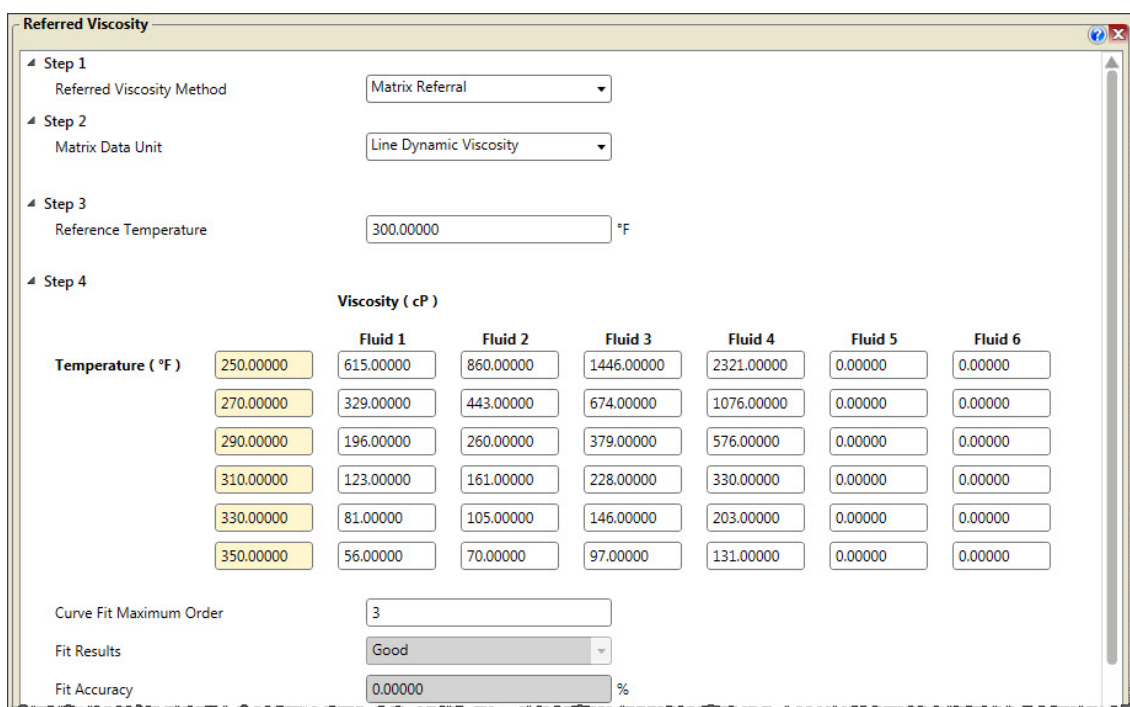 Referred Viscosity
Step 1
Referred Viscosity Method Matrix Referral
Step 2
Matrix Data Unit Line Dynamic Viscosity
Step 3
Reference Temperature 300.00000 °F
Step 4
Viscosity ( cP )
Fluid 1 Fluid 2 Fluid 3 Fluid 4 Fluid 5 Fluid 6
Temperature ( °F ) 250.00000 615.00000 860.00000 1446.00000 2321.00000 0.00000 0.00000
270.00000 329.00000 443.00000 674.00000 1076.00000 0.00000 0.00000
290.00000 196.00000 260.00000 379.00000 576.00000 0.00000 0.00000
310.00000 123.00000 161.00000 228.00000 330.00000 0.00000 0.00000
330.00000 81.00000 105.00000 146.00000 203.00000 0.00000 0.00000
350.00000 56.00000 70.00000 97.00000 131.00000 0.00000 0.00000
Curve Fit Maximum Order 3
Fit Results Good
Fit Accuracy 0.00000 %